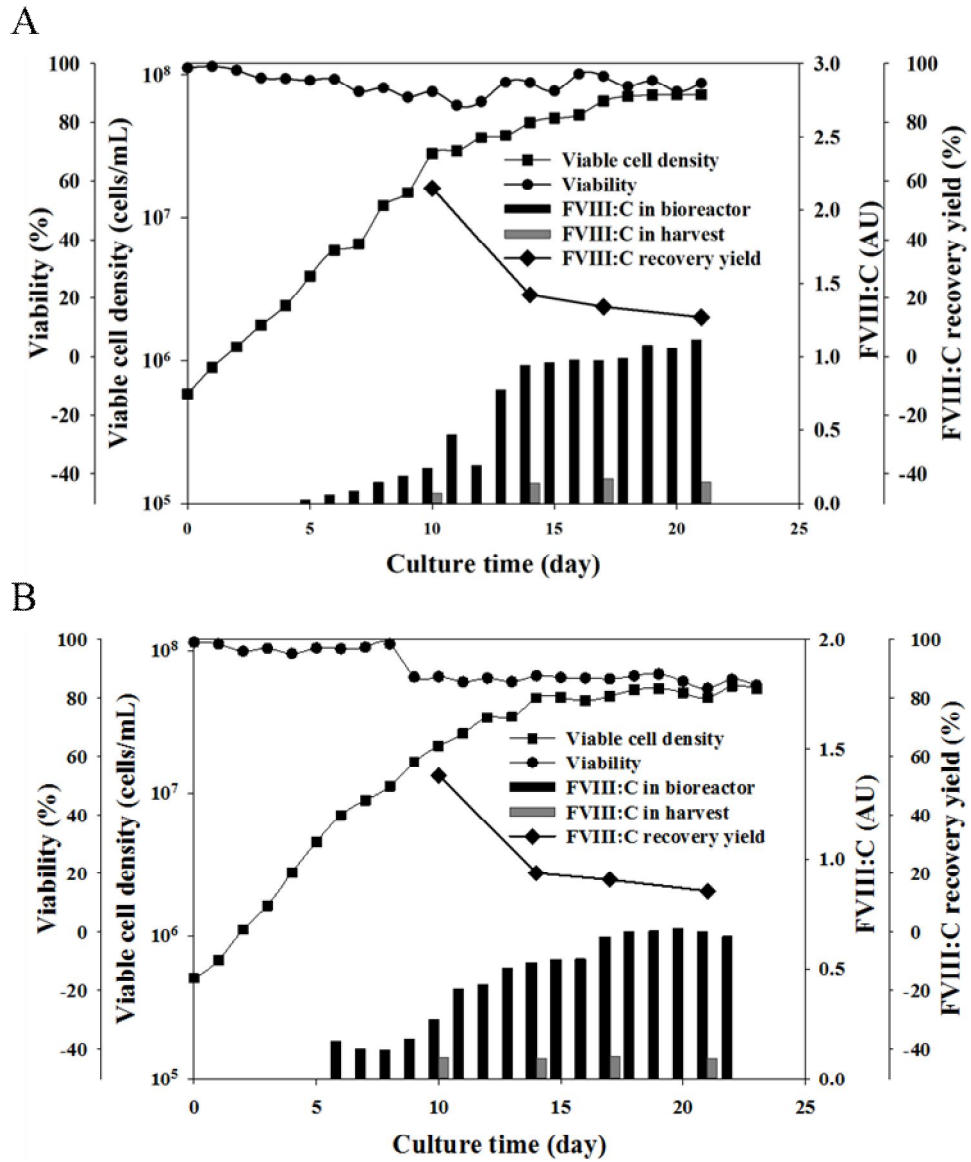 A
Viability (%)
100
80
60
40
20
0
-20
-40
Viable cell density (cells/mL)
10⁸
10⁷
10⁶
10⁵
Viable cell density
Viability
FVIII:C in bioreactor
FVIII:C in harvest
FVIII:C recovery yield
3.0
2.5
2.0
1.5
1.0
0.5
0.0
FVIII:C (AU)
100
80
60
40
20
0
-20
-40
FVIII:C recovery yield (%)
0 5 10 15 20 25
Culture time (day)
B
Viability (%)
100
80
60
40
20
0
-20
-40
Viable cell density (cells/mL)
10⁸
10⁷
10⁶
10⁵
Viable cell density
Viability
FVIII:C in bioreactor
FVIII:C in harvest
FVIII:C recovery yield
2.0
1.5
1.0
0.5
0.0
FVIII:C (AU)
100
80
60
40
20
0
-20
-40
FVIII:C recovery yield (%)
0 5 10 15 20 25
Culture time (day)